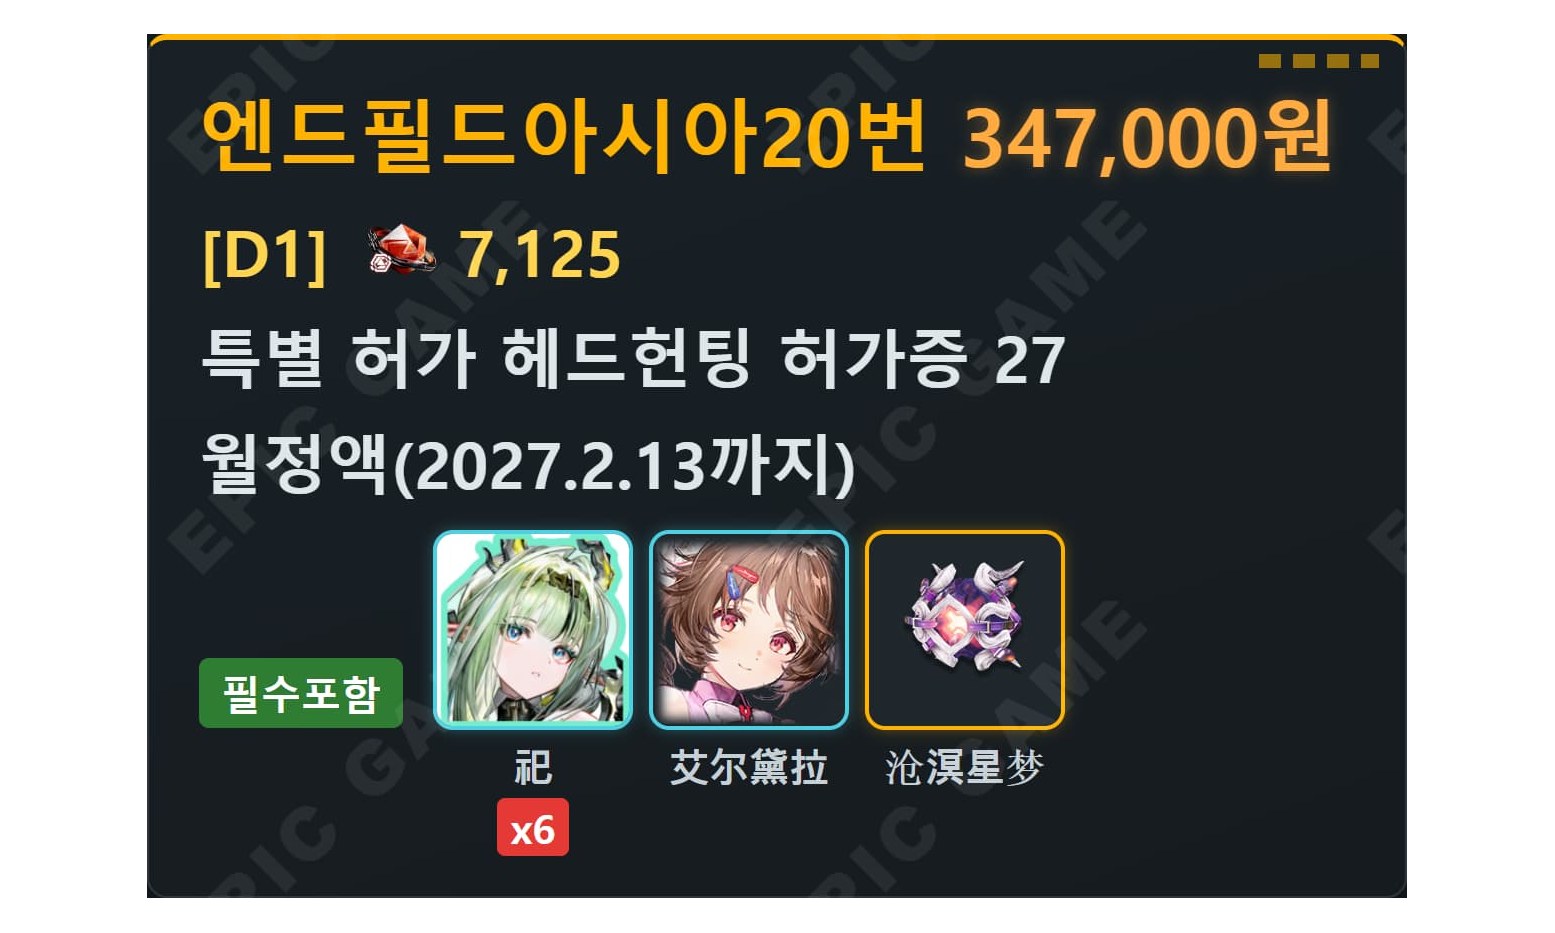 엔드필드아시아20번 347,000원
[D1] 7,125
특별 허가 헤드헌팅 허가증 27
월정액(2027.2.13까지)
필수포함
祀 艾尔黛拉 沧溟星梦
x6
EPIC GAME